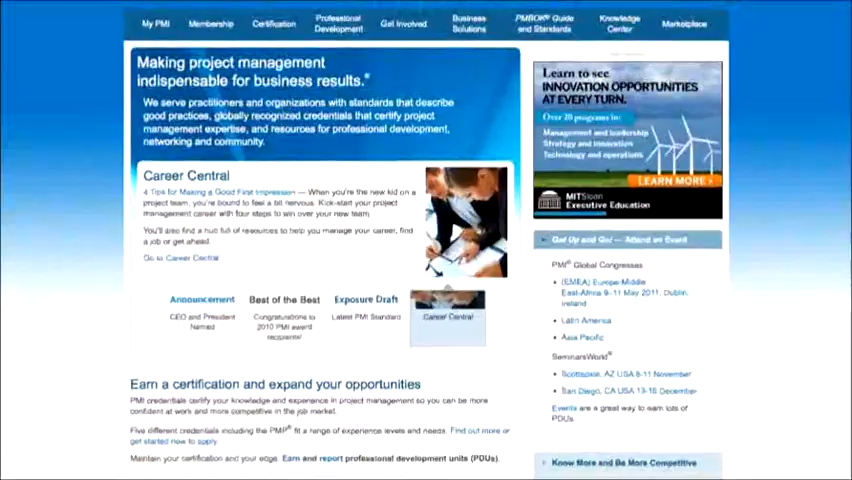 My PMI
Membership
Certification
Professional
Development
Get Involved
Business
Solutions
PMBOK® Guide
and Standards
Knowledge
Center
Marketplace
Making project management
indispensable for business results.®
We serve practitioners and organizations with standards that describe
good practices, globally recognized credentials that certify project
management expertise, and resources for professional development,
networking and community.
Career Central
4 Tips for Making a Good First Impression — When you're the new kid on a
project team, you're bound to feel a bit nervous. Kick-start your project
management career with four steps to win over your new team.
You'll also find a hub full of resources to help you manage your career, find
a job or get ahead.
Go to Career Central
Announcement
CEO and President
Named
Best of the Best
Congratulations to
2010 PMI award
recipients!
Exposure Draft
Latest PMI Standard
Career Central
Earn a certification and expand your opportunities
PMI credentials certify your knowledge and experience in project management so you can be more
confident at work and more competitive in the job market.
Five different credentials including the PMP® fit a range of experience levels and needs. Find out more or
get started now to apply.
Maintain your certification and your edge. Earn and report professional development units (PDUs).
Learn to see
INNOVATION OPPORTUNITIES
AT EVERY TURN.
Over 20 programs in:
Management and leadership
Strategy and innovation
Technology and operations
LEARN MORE >
MITSloan
Executive Education
Get Up and Go! — Attend an Event
PMI® Global Congresses
• [EMEA] Europe-Middle
East-Africa 9–11 May 2011, Dublin,
Ireland
• Latin America
• Asia Pacific
SeminarsWorld®
• Scottsdale, AZ USA 8-11 November
• San Diego, CA USA 13-16 December
Events are a great way to earn lots of
PDUs
Know More and Be More Competitive